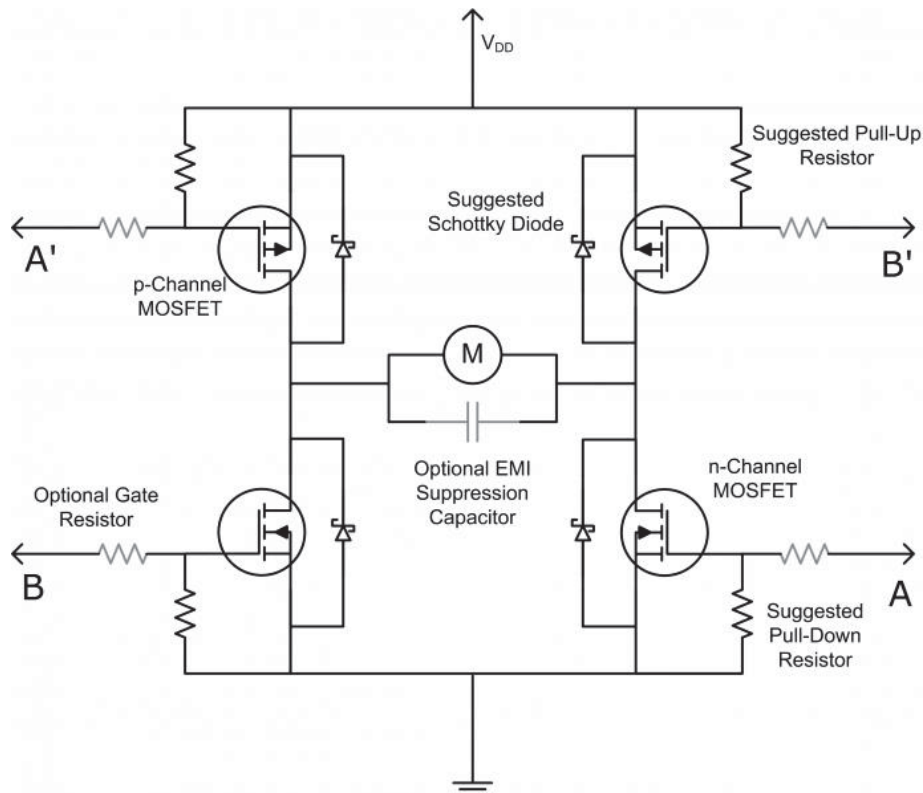 V_DD
Suggested Pull-Up
Resistor
Suggested
Schottky Diode
A'
B'
p-Channel
MOSFET
M
n-Channel
MOSFET
Optional EMI
Suppression
Capacitor
Optional Gate
Resistor
B
A
Suggested
Pull-Down
Resistor